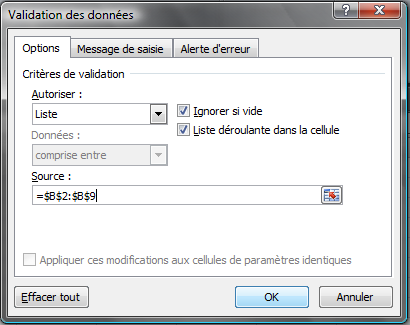 Validation des données
Options
Message de saisie
Alerte d'erreur
Critères de validation
Autoriser :
Liste
Ignorer si vide
Liste déroulante dans la cellule
Données :
comprise entre
Source :
=$B$2:$B$9
Appliquer ces modifications aux cellules de paramètres identiques
Effacer tout
OK
Annuler